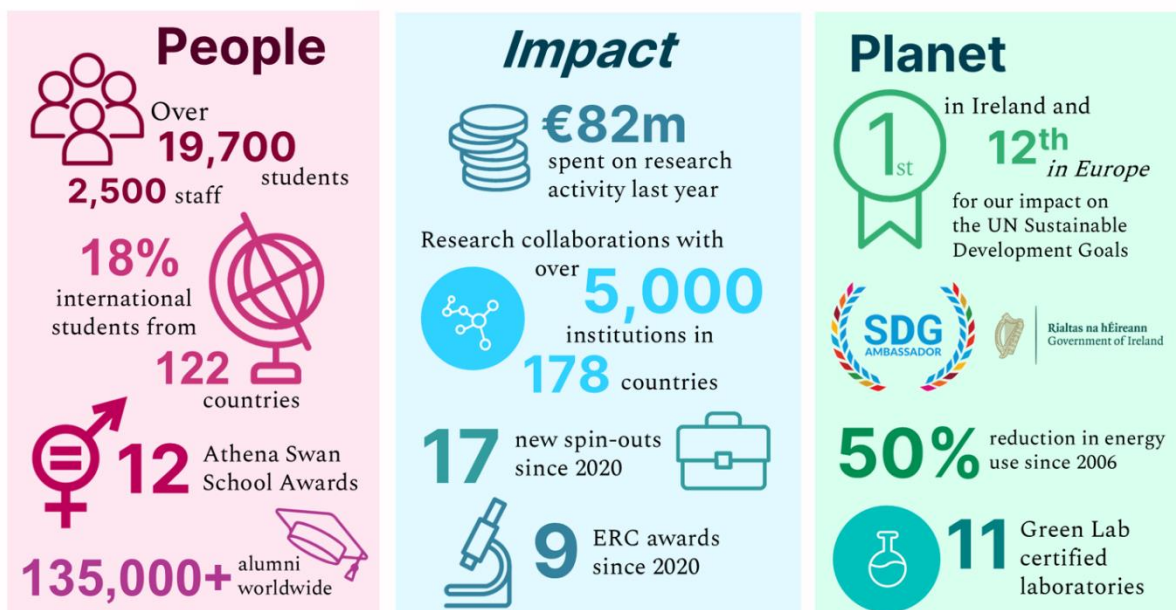 People
Over
19,700
students
2,500 staff
18%
international
students from
122
countries
12 Athena Swan
School Awards
135,000+ alumni
worldwide
Impact
€82m
spent on research
activity last year
Research collaborations with
over 5,000
institutions in
178 countries
17 new spin-outs
since 2020
9 ERC awards
since 2020
Planet
1st
in Ireland and
12th
in Europe
for our impact on
the UN Sustainable
Development Goals
SDG
AMBASSADOR
Rialtas na hÉireann
Government of Ireland
50% reduction in energy
use since 2006
11 Green Lab
certified
laboratories